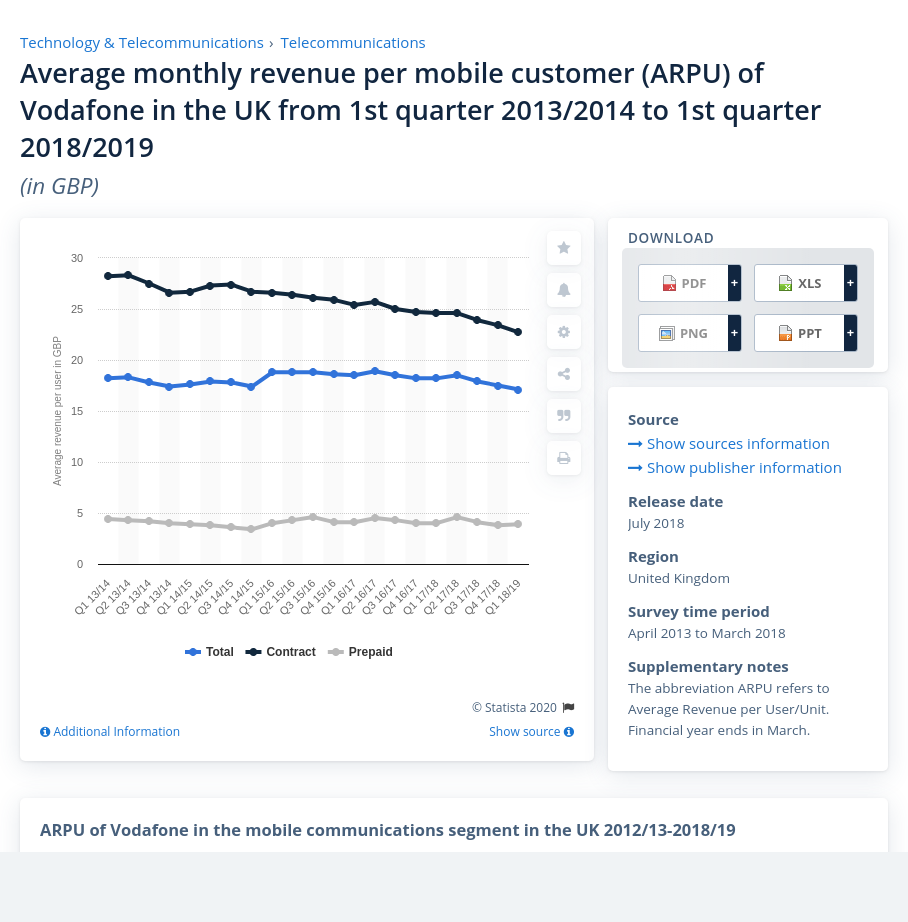 Technology & Telecommunications › Telecommunications
Average monthly revenue per mobile customer (ARPU) of
Vodafone in the UK from 1st quarter 2013/2014 to 1st quarter
2018/2019
(in GBP)
Average revenue per user in GBP
30
25
20
15
10
5
0
Q1 13/14
Q2 13/14
Q3 13/14
Q4 13/14
Q1 14/15
Q2 14/15
Q3 14/15
Q4 14/15
Q1 15/16
Q2 15/16
Q3 15/16
Q4 15/16
Q1 16/17
Q2 16/17
Q3 16/17
Q4 16/17
Q1 17/18
Q2 17/18
Q3 17/18
Q4 17/18
Q1 18/19
Total Contract Prepaid
© Statista 2020
Additional Information
Show source
DOWNLOAD
PDF +
XLS +
PNG +
PPT +
Source
Show sources information
Show publisher information
Release date
July 2018
Region
United Kingdom
Survey time period
April 2013 to March 2018
Supplementary notes
The abbreviation ARPU refers to
Average Revenue per User/Unit.
Financial year ends in March.
ARPU of Vodafone in the mobile communications segment in the UK 2012/13-2018/19